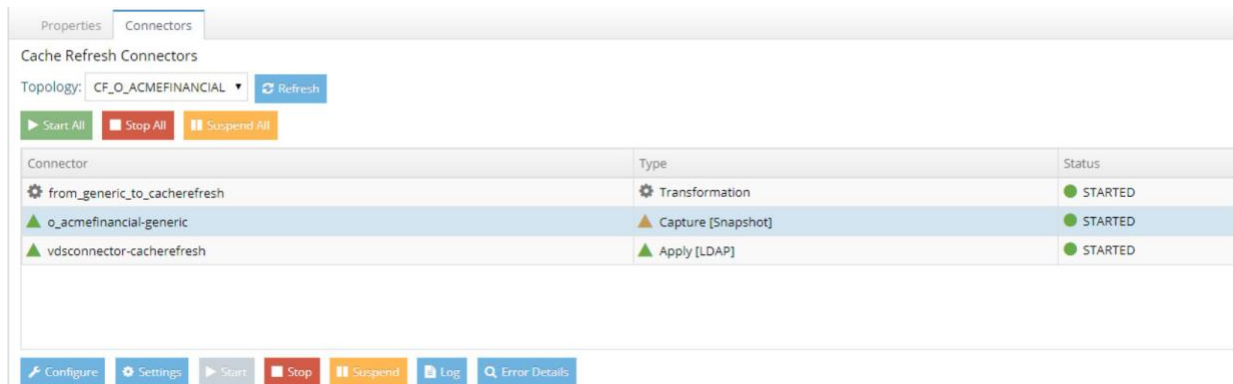 Properties Connectors
Cache Refresh Connectors
Topology: CF_O_ACMEFINANCIAL Refresh
Start All Stop All Suspend All
Connector Type Status
from_generic_to_cacherefresh Transformation STARTED
o_acmefinancial-generic Capture [Snapshot] STARTED
vdsconnector-cacherefresh Apply [LDAP] STARTED
Configure Settings Start Stop Suspend Log Error Details